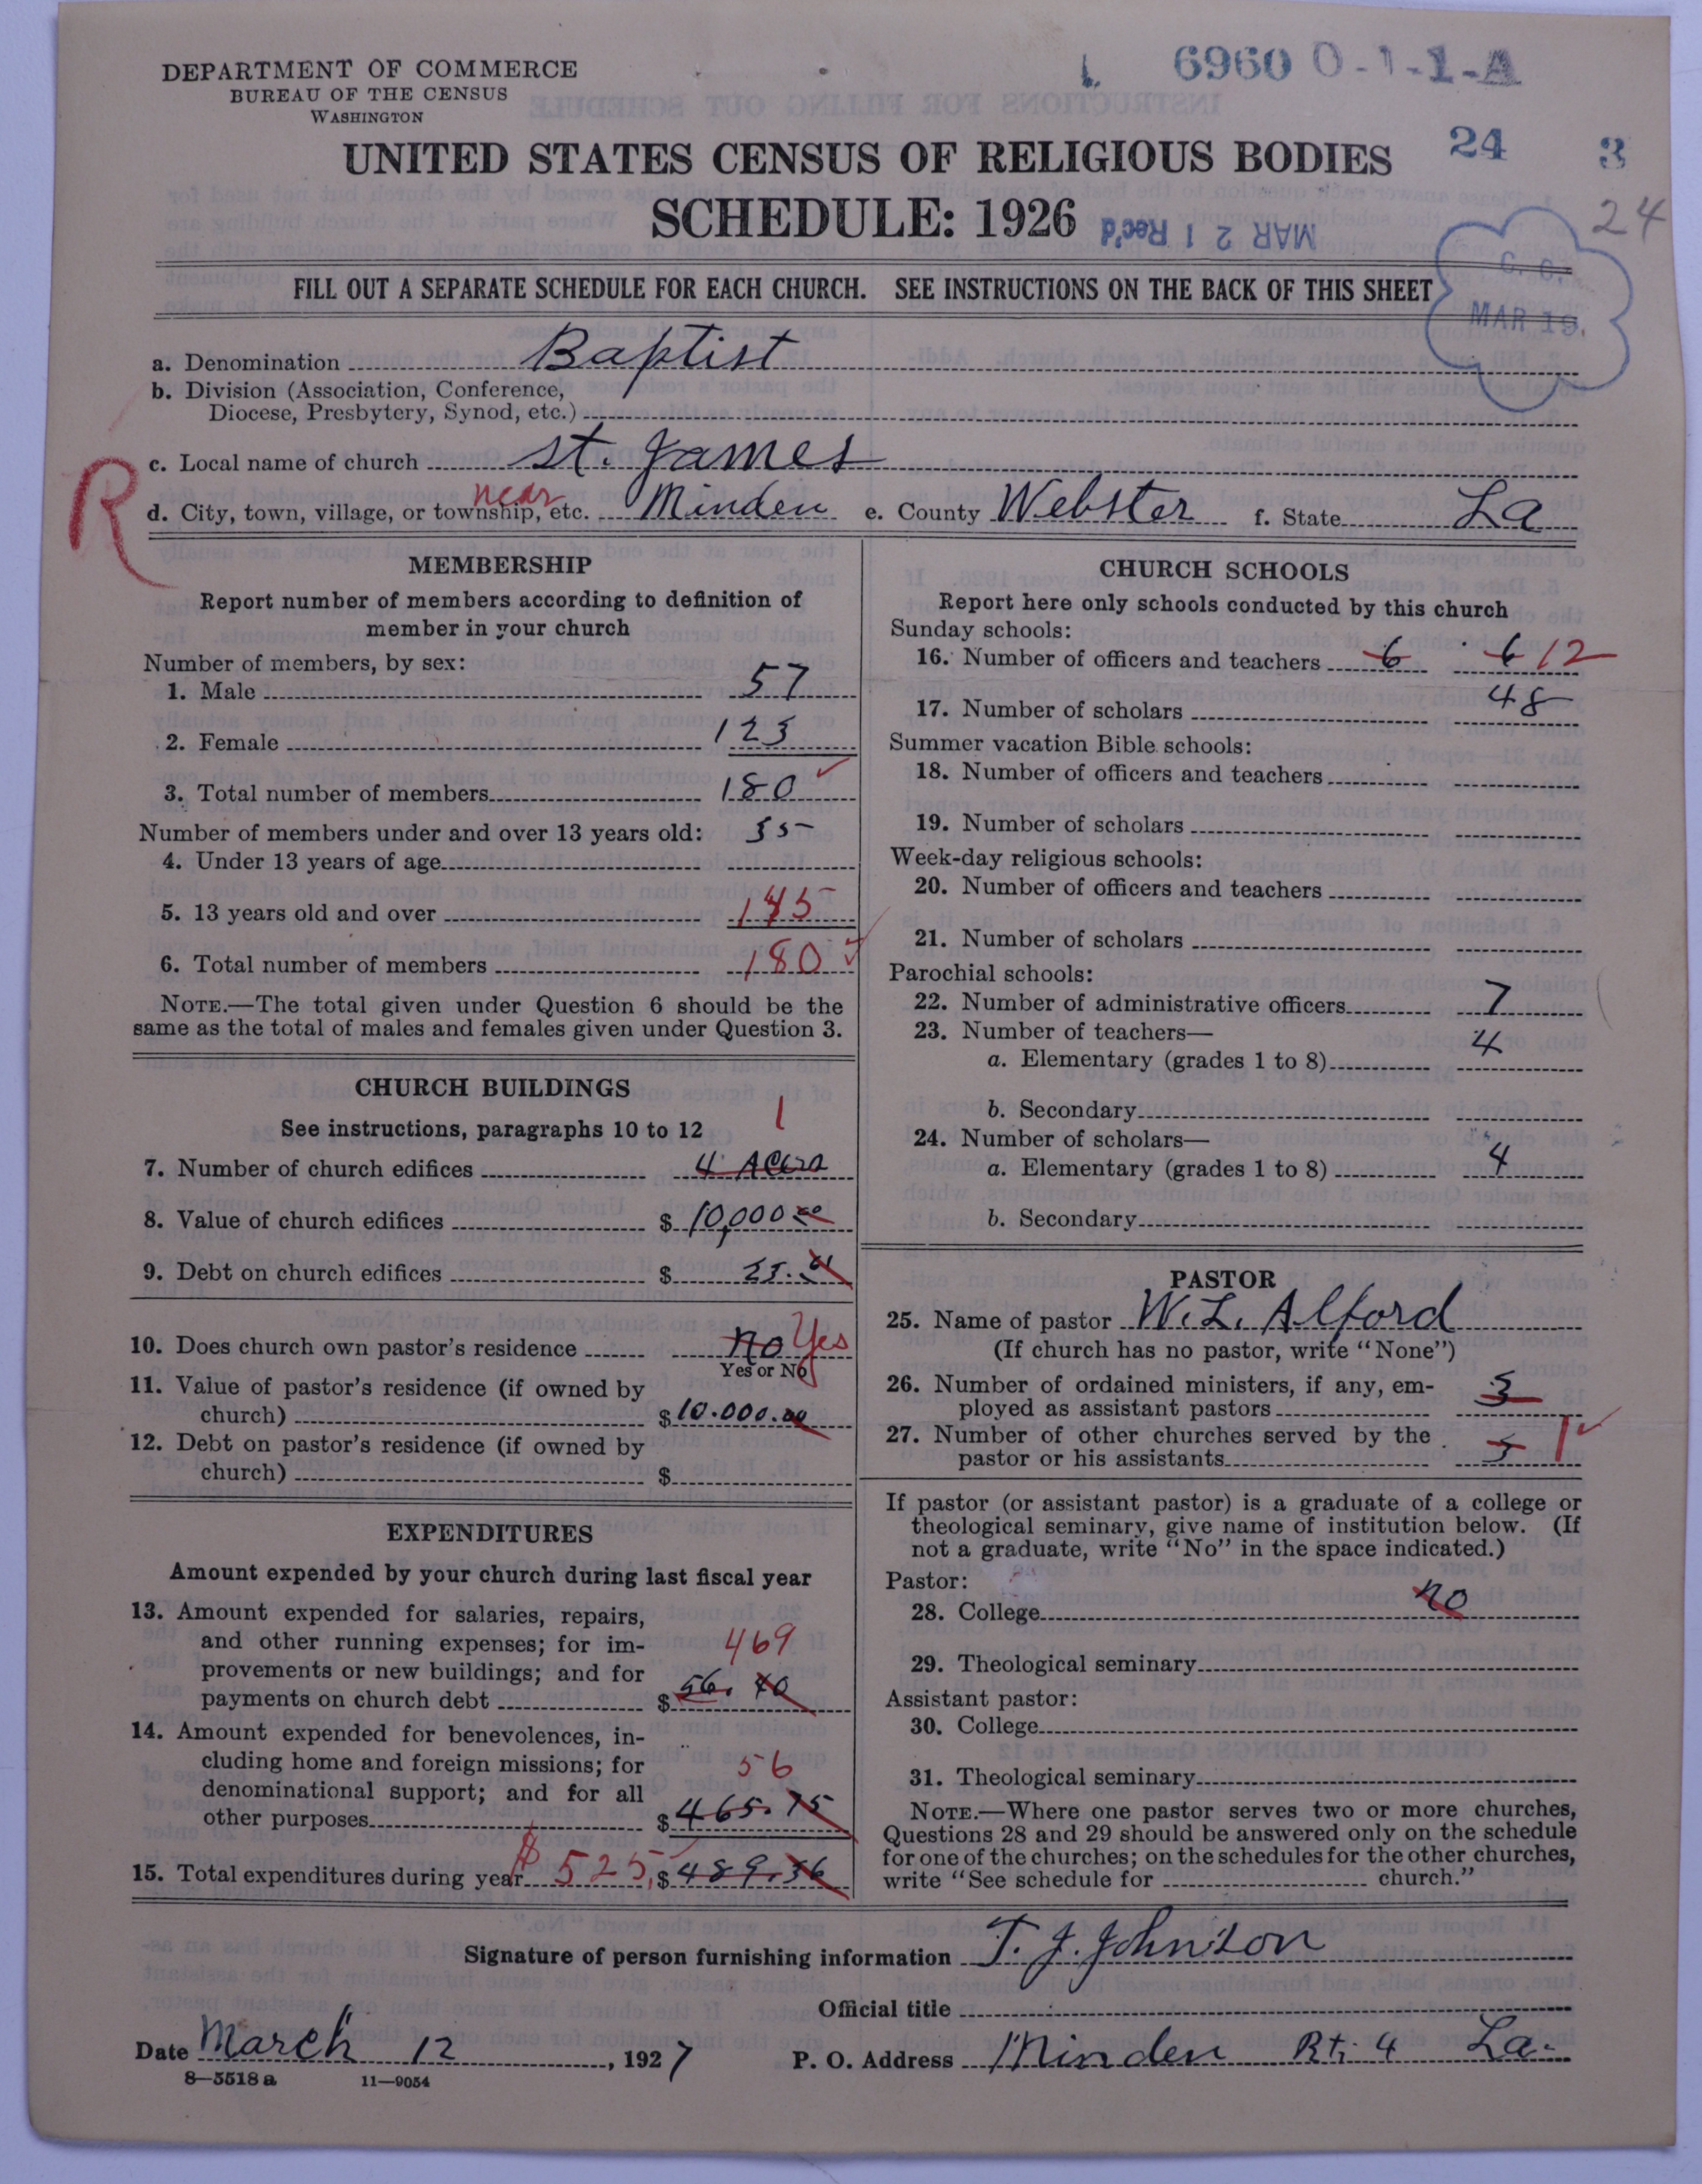 DEPARTMENT OF COMMERCE
BUREAU OF THE CENSUS
WASHINGTON
6960 0-1-1-A
UNITED STATES CENSUS OF RELIGIOUS BODIES
24 3
SCHEDULE: 1926
MAR 21 Rec'd
24
FILL OUT A SEPARATE SCHEDULE FOR EACH CHURCH. SEE INSTRUCTIONS ON THE BACK OF THIS SHEET
C. C.
MAR 19.
a. Denomination Baptist
b. Division (Association, Conference,
Diocese, Presbytery, Synod, etc.)
c. Local name of church St. James
R
d. City, town, village, or township, etc. near Minden e. County Webster f. State La
MEMBERSHIP
Report number of members according to definition of
member in your church
Number of members, by sex:
1. Male 57
2. Female 123
3. Total number of members 180
Number of members under and over 13 years old: 35
4. Under 13 years of age
5. 13 years old and over 145
6. Total number of members 180
NOTE.—The total given under Question 6 should be the
same as the total of males and females given under Question 3.
CHURCH BUILDINGS
See instructions, paragraphs 10 to 12 1
7. Number of church edifices 4 Acres
8. Value of church edifices $ 10,000 00
9. Debt on church edifices $ 25.
10. Does church own pastor's residence no Yes
Yes or No
11. Value of pastor's residence (if owned by
church) $ 10.000.00
12. Debt on pastor's residence (if owned by
church) $
EXPENDITURES
Amount expended by your church during last fiscal year
13. Amount expended for salaries, repairs,
and other running expenses; for im- 469
provements or new buildings; and for
payments on church debt $ 56. 40
14. Amount expended for benevolences, in-
cluding home and foreign missions; for 56
denominational support; and for all
other purposes $ 465. 75
15. Total expenditures during year $ 525, $ 489.36
CHURCH SCHOOLS
Report here only schools conducted by this church
Sunday schools:
16. Number of officers and teachers 6 6 12
17. Number of scholars 48
Summer vacation Bible schools:
18. Number of officers and teachers
19. Number of scholars
Week-day religious schools:
20. Number of officers and teachers
21. Number of scholars
Parochial schools:
22. Number of administrative officers 7
23. Number of teachers—
a. Elementary (grades 1 to 8) 4
b. Secondary
24. Number of scholars—
a. Elementary (grades 1 to 8) 4
b. Secondary
PASTOR
25. Name of pastor W. L. Alford
(If church has no pastor, write "None")
26. Number of ordained ministers, if any, em-
ployed as assistant pastors 3
27. Number of other churches served by the
pastor or his assistants 3 1
If pastor (or assistant pastor) is a graduate of a college or
theological seminary, give name of institution below. (If
not a graduate, write "No" in the space indicated.)
Pastor:
28. College no
29. Theological seminary
Assistant pastor:
30. College
31. Theological seminary
NOTE.—Where one pastor serves two or more churches,
Questions 28 and 29 should be answered only on the schedule
for one of the churches; on the schedules for the other churches,
write "See schedule for church."
Signature of person furnishing information T. J. Johnson
Official title
Date March 12, 1927 P. O. Address Minden Rt. 4 La.
8—5518 a 11—9054